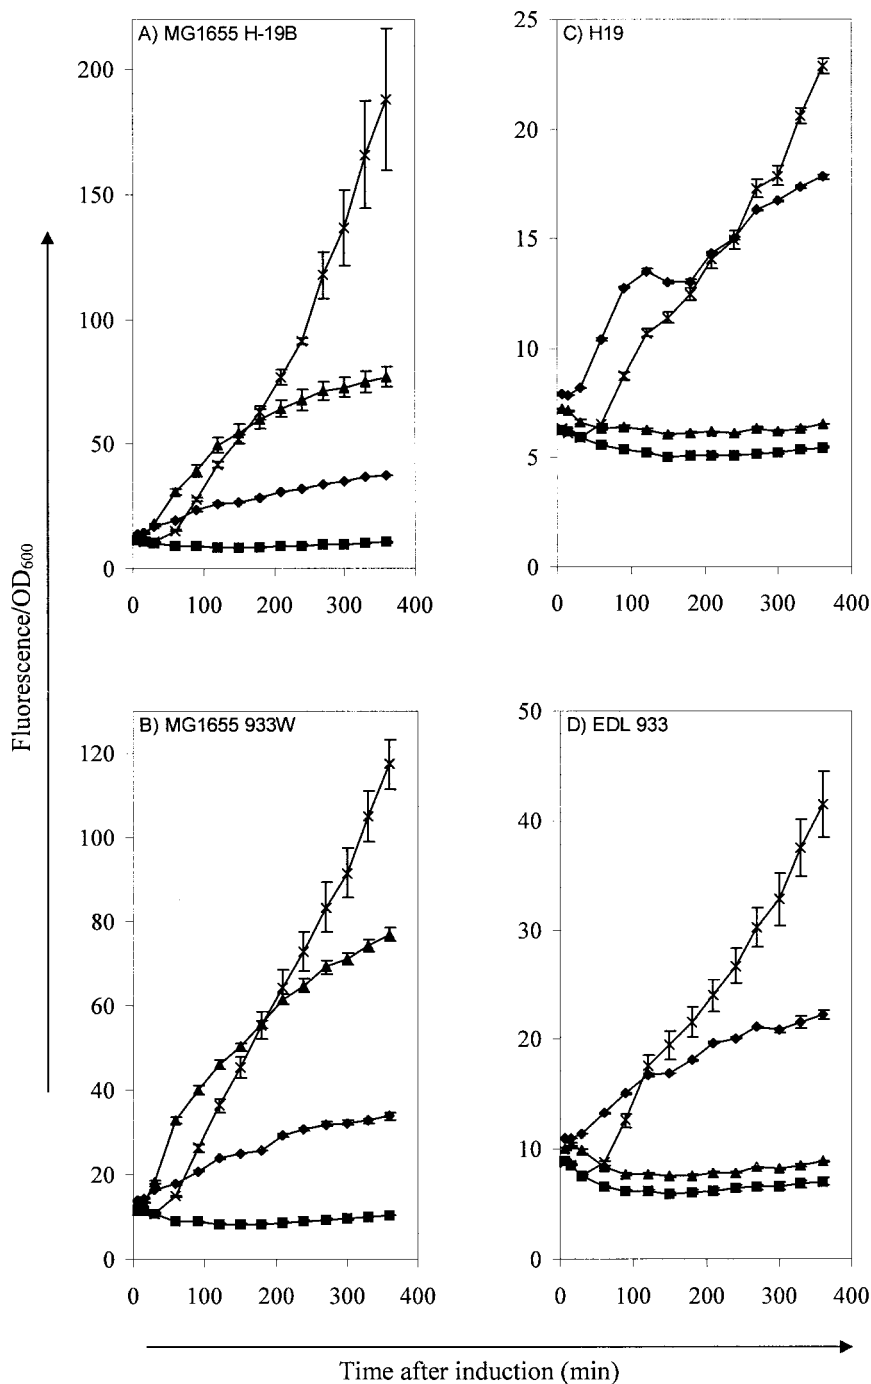 A) MG1655 H-19B
200
150
100
50
0
0 100 200 300 400
C) H19
25
20
15
10
5
0
0 100 200 300 400
B) MG1655 933W
120
100
80
60
40
20
0
0 100 200 300 400
D) EDL 933
50
40
30
20
10
0
0 100 200 300 400
Fluorescence/OD600
Time after induction (min)